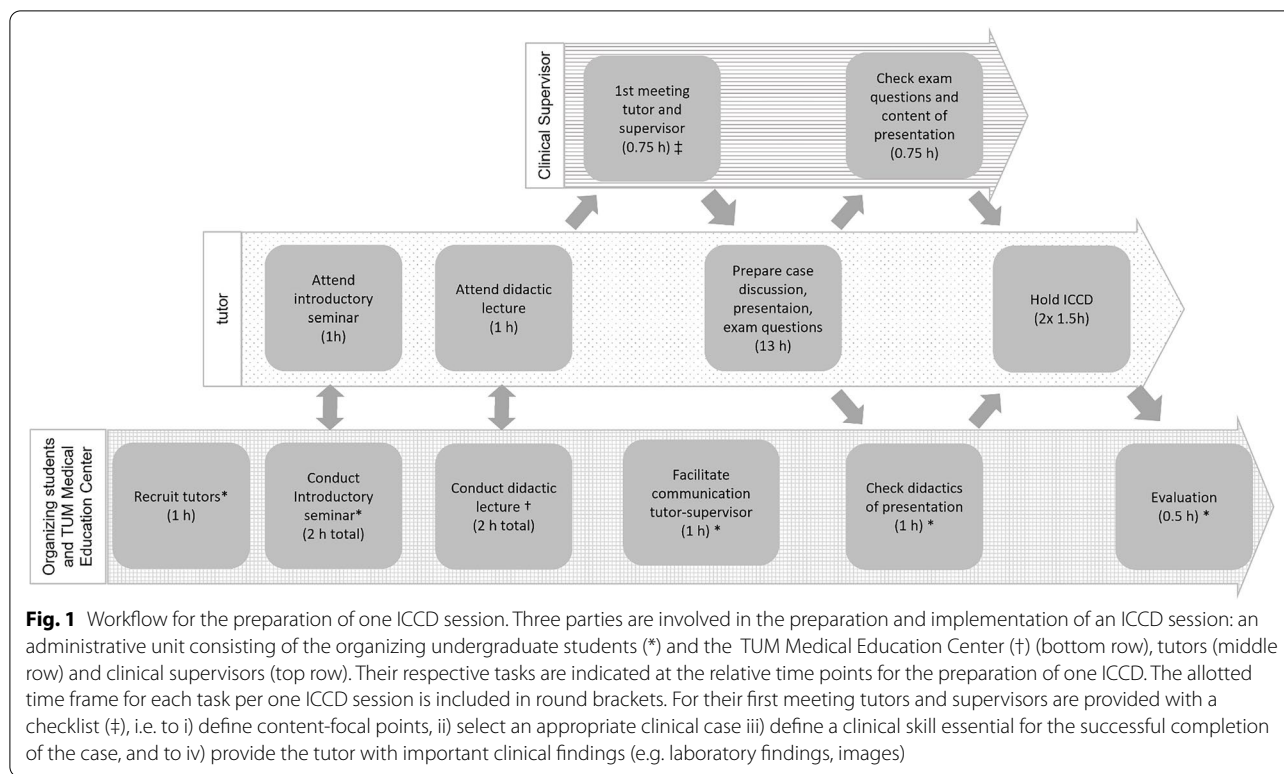 Clinical Supervisor
1st meeting
tutor and
supervisor
(0.75 h) ‡
Check exam
questions and
content of
presentation
(0.75 h)
tutor
Attend
introductory
seminar
(1h)
Attend didactic
lecture
(1 h)
Prepare case
discussion,
presentaion,
exam questions
(13 h)
Hold ICCD
(2x 1.5h)
Organizing students
and TUM Medical
Education Center
Recruit tutors*
(1 h)
Conduct
Introductory
seminar*
(2 h total)
Conduct didactic
lecture †
(2 h total)
Facilitate
communication
tutor-supervisor
(1 h) *
Check didactics
of presentation
(1 h) *
Evaluation
(0.5 h) *
Fig. 1 Workflow for the preparation of one ICCD session. Three parties are involved in the preparation and implementation of an ICCD session: an
administrative unit consisting of the organizing undergraduate students (*) and the TUM Medical Education Center (†) (bottom row), tutors (middle
row) and clinical supervisors (top row). Their respective tasks are indicated at the relative time points for the preparation of one ICCD. The allotted
time frame for each task per one ICCD session is included in round brackets. For their first meeting tutors and supervisors are provided with a
checklist (‡), i.e. to i) define content-focal points, ii) select an appropriate clinical case iii) define a clinical skill essential for the successful completion
of the case, and to iv) provide the tutor with important clinical findings (e.g. laboratory findings, images)